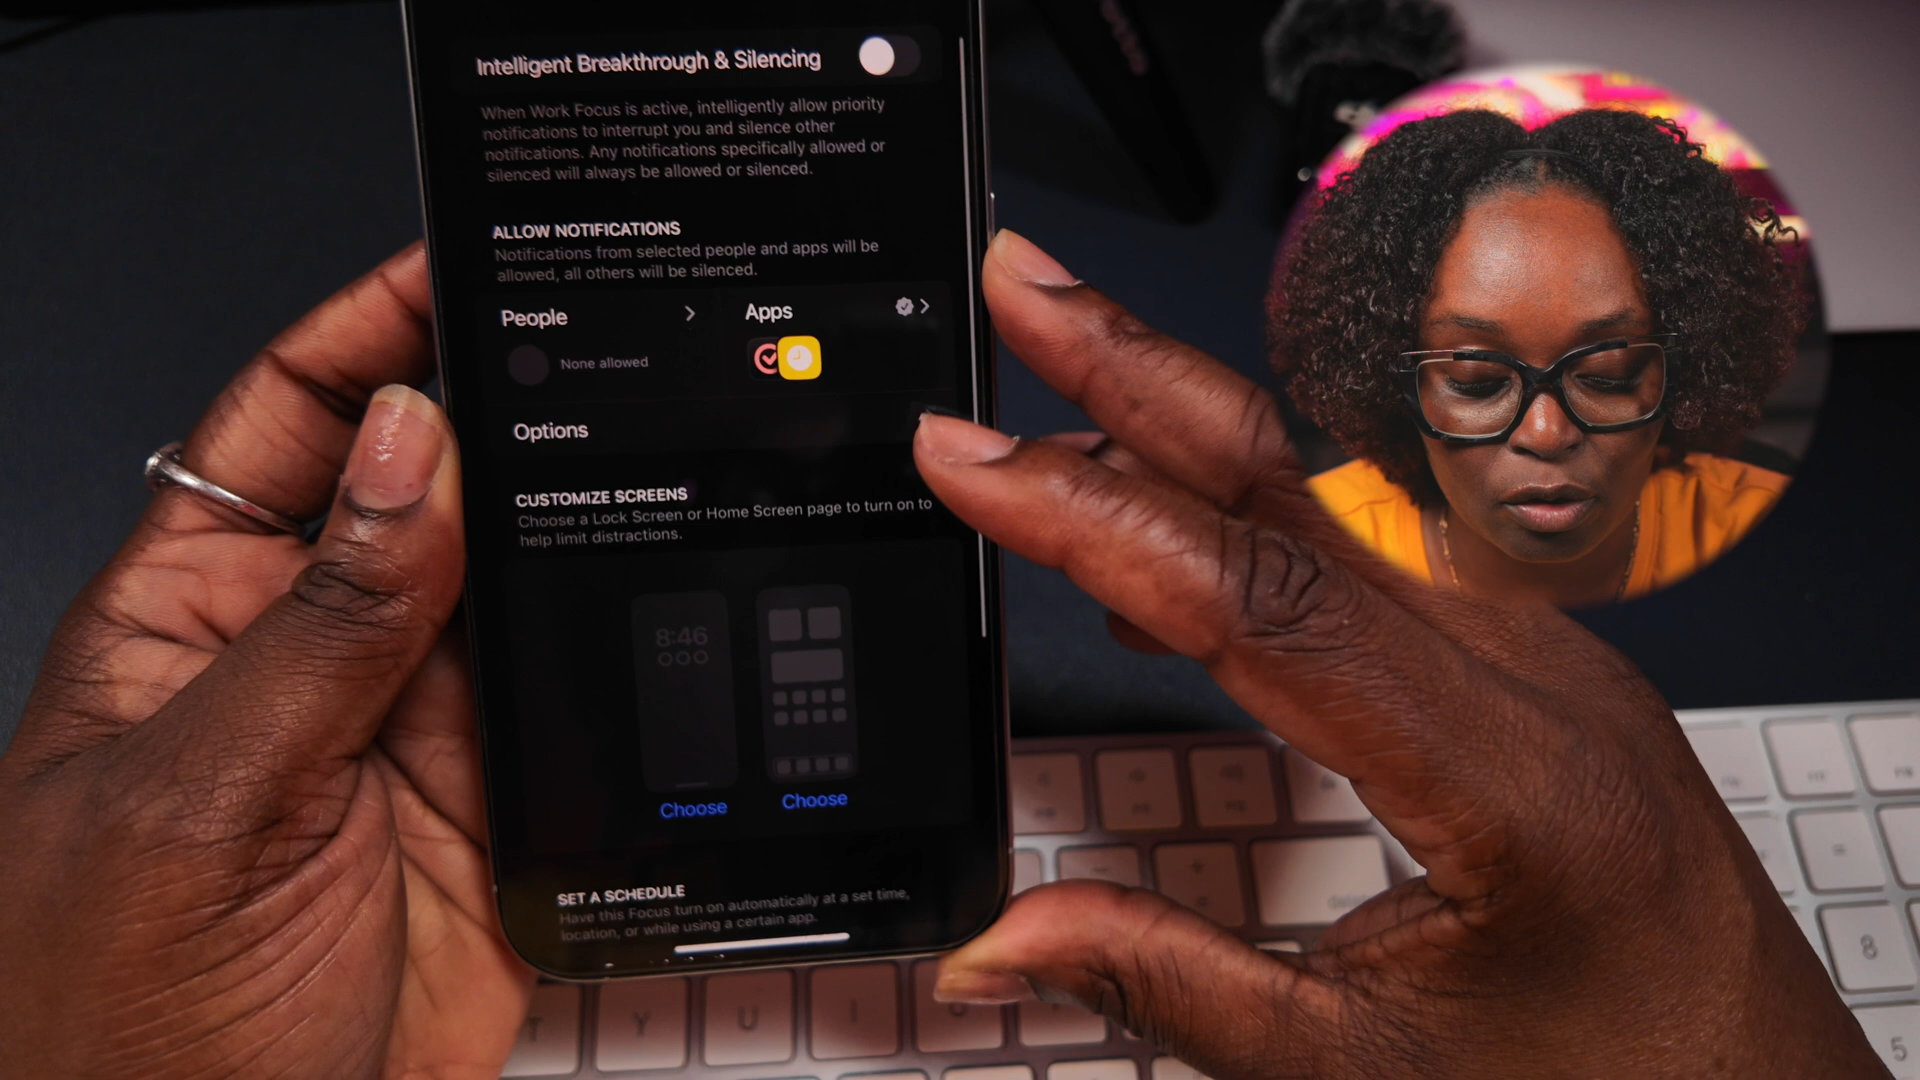 Intelligent Breakthrough & Silencing
When Work Focus is active, intelligently allow priority
notifications to interrupt you and silence other
notifications. Any notifications specifically allowed or
silenced will always be allowed or silenced.
ALLOW NOTIFICATIONS
Notifications from selected people and apps will be
allowed, all others will be silenced.
People
Apps
None allowed
Options
CUSTOMIZE SCREENS
Choose a Lock Screen or Home Screen page to turn on to
help limit distractions.
8:46
Choose
Choose
SET A SCHEDULE
Have this Focus turn on automatically at a set time,
location, or while using a certain app.
T Y U I
8
5